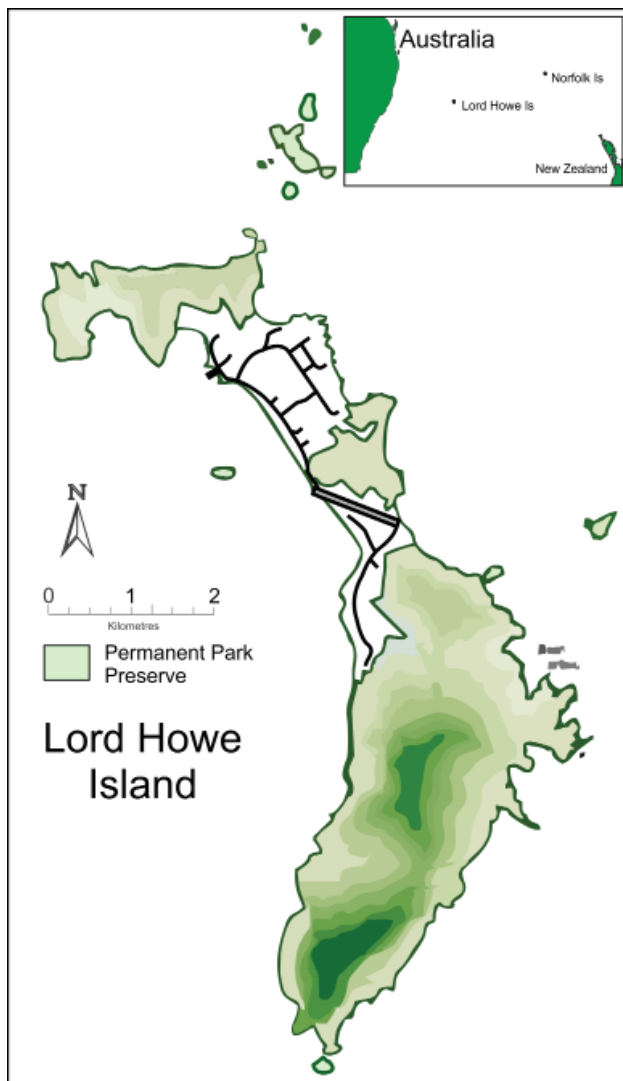 Australia
Norfolk Is
Lord Howe Is
New Zealand
N
0 1 2
Kilometres
Permanent Park
Preserve
Lord Howe
Island